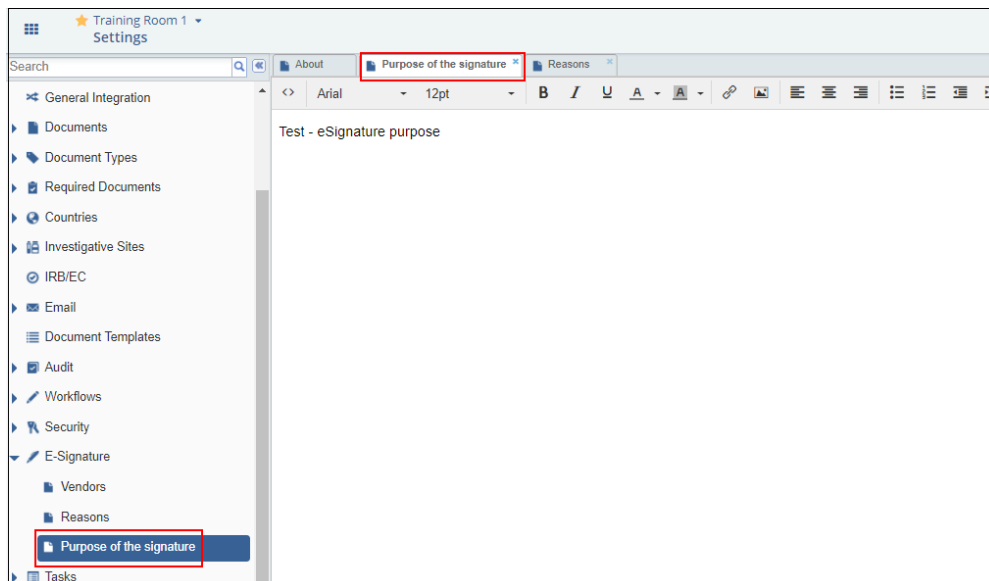 Training Room 1
Settings
Search
About
Purpose of the signature
Reasons
Arial
12pt
B I U A A
General Integration
Documents
Document Types
Required Documents
Countries
Investigative Sites
IRB/EC
Email
Document Templates
Audit
Workflows
Security
E-Signature
Vendors
Reasons
Purpose of the signature
Tasks
Test - eSignature purpose